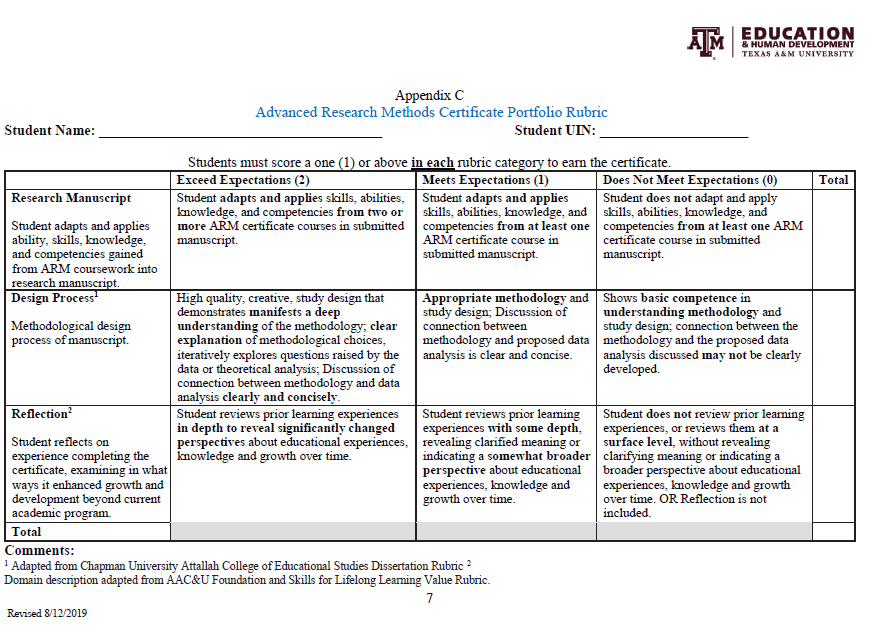 ATM EDUCATION
& HUMAN DEVELOPMENT
TEXAS A&M UNIVERSITY
Appendix C
Advanced Research Methods Certificate Portfolio Rubric
Student Name: ________________________________________ Student UIN: _____________________
Students must score a one (1) or above in each rubric category to earn the certificate.
Exceed Expectations (2) Meets Expectations (1) Does Not Meet Expectations (0) Total
Research Manuscript
Student adapts and applies
ability, skills, knowledge,
and competencies gained
from ARM coursework into
research manuscript.
Student adapts and applies skills, abilities,
knowledge, and competencies from two or
more ARM certificate courses in submitted
manuscript.
Student adapts and applies
skills, abilities, knowledge, and
competencies from at least one
ARM certificate course in
submitted manuscript.
Student does not adapt and apply
skills, abilities, knowledge, and
competencies from at least one ARM
certificate course in submitted
manuscript.
Design Process1
Methodological design
process of manuscript.
High quality, creative, study design that
demonstrates manifests a deep
understanding of the methodology; clear
explanation of methodological choices,
iteratively explores questions raised by the
data or theoretical analysis; Discussion of
connection between methodology and data
analysis clearly and concisely.
Appropriate methodology and
study design; Discussion of
connection between
methodology and proposed data
analysis is clear and concise.
Shows basic competence in
understanding methodology and
study design; connection between the
methodology and the proposed data
analysis discussed may not be clearly
developed.
Reflection2
Student reflects on
experience completing the
certificate, examining in what
ways it enhanced growth and
development beyond current
academic program.
Student reviews prior learning experiences
in depth to reveal significantly changed
perspectives about educational experiences,
knowledge and growth over time.
Student reviews prior learning
experiences with some depth,
revealing clarified meaning or
indicating a somewhat broader
perspective about educational
experiences, knowledge and
growth over time.
Student does not review prior learning
experiences, or reviews them at a
surface level, without revealing
clarifying meaning or indicating a
broader perspective about educational
experiences, knowledge and growth
over time. OR Reflection is not
included.
Total
Comments:
1 Adapted from Chapman University Attallah College of Educational Studies Dissertation Rubric 2
Domain description adapted from AAC&U Foundation and Skills for Lifelong Learning Value Rubric.
7
Revised 8/12/2019